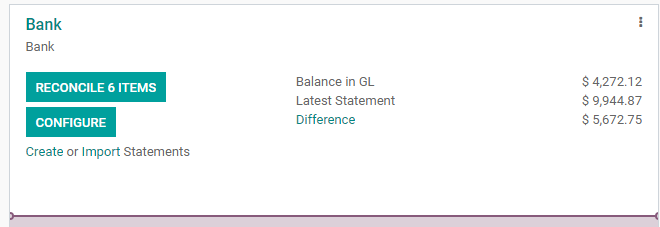 Bank
Bank
RECONCILE 6 ITEMS
CONFIGURE
Create or Import Statements
Balance in GL $ 4,272.12
Latest Statement $ 9,944.87
Difference $ 5,672.75